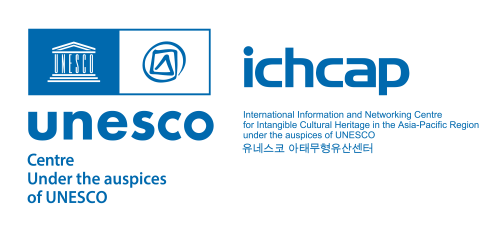 UNESCO
unesco
Centre
Under the auspices
of UNESCO
ichcap
International Information and Networking Centre
for Intangible Cultural Heritage in the Asia-Pacific Region
under the auspices of UNESCO
유네스코 아태무형유산센터